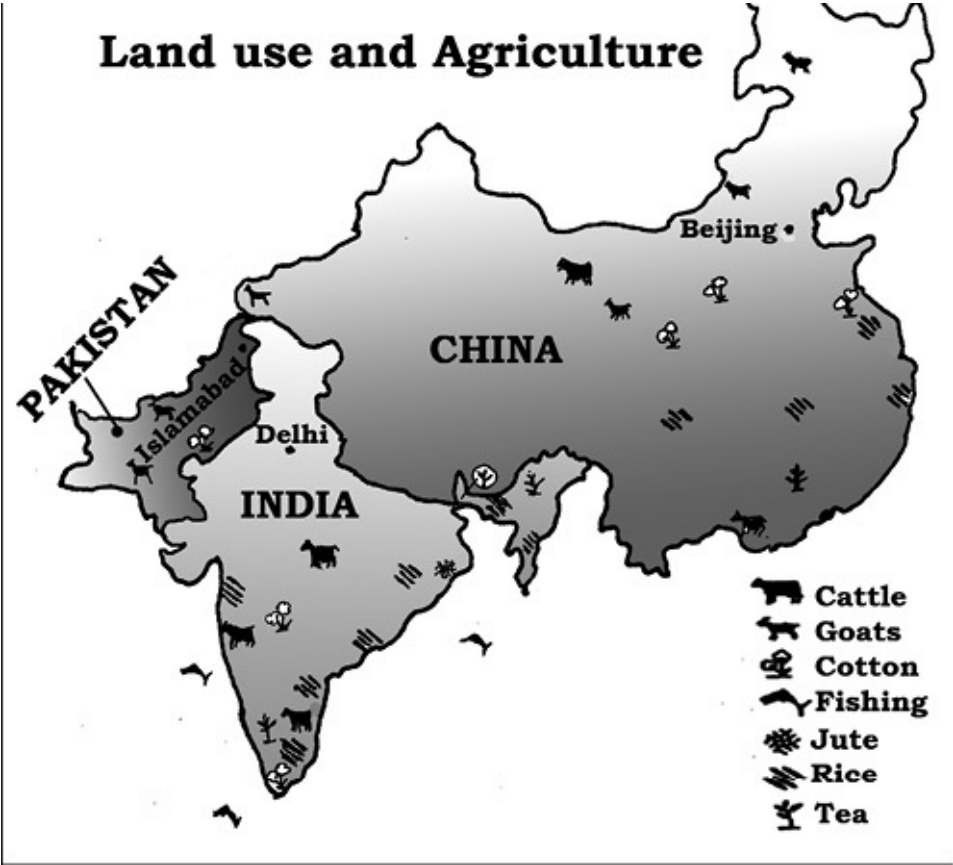 Land use and Agriculture
Beijing
PAKISTAN
CHINA
Islamabad
Delhi
INDIA
Cattle
Goats
Cotton
Fishing
Jute
Rice
Tea